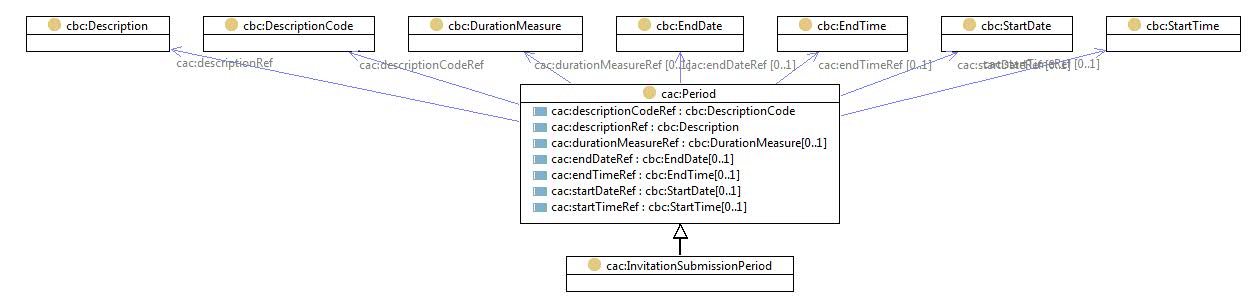 cbc:Description
cbc:DescriptionCode
cbc:DurationMeasure
cbc:EndDate
cbc:EndTime
cbc:StartDate
cbc:StartTime
cac:descriptionRef
cac:descriptionCodeRef
cac:durationMeasureRef [0..1]
cac:endDateRef [0..1]
cac:endTimeRef [0..1]
cac:startDateRef [0..1]
cac:startTimeRef [0..1]
cac:Period
cac:descriptionCodeRef : cbc:DescriptionCode
cac:descriptionRef : cbc:Description
cac:durationMeasureRef : cbc:DurationMeasure[0..1]
cac:endDateRef : cbc:EndDate[0..1]
cac:endTimeRef : cbc:EndTime[0..1]
cac:startDateRef : cbc:StartDate[0..1]
cac:startTimeRef : cbc:StartTime[0..1]
cac:InvitationSubmissionPeriod